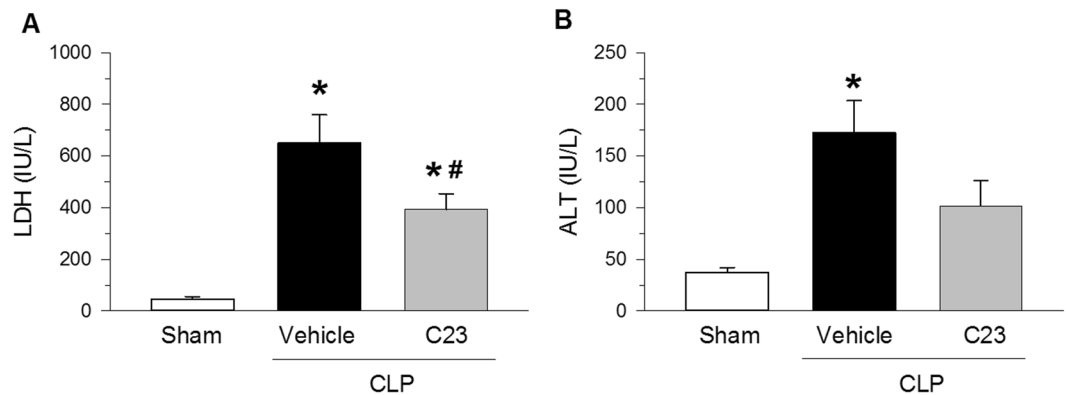 A
LDH (IU/L)
1000
800
600
400
200
0
*
* #
Sham Vehicle C23
CLP
B
ALT (IU/L)
250
200
150
100
50
0
*
Sham Vehicle C23
CLP